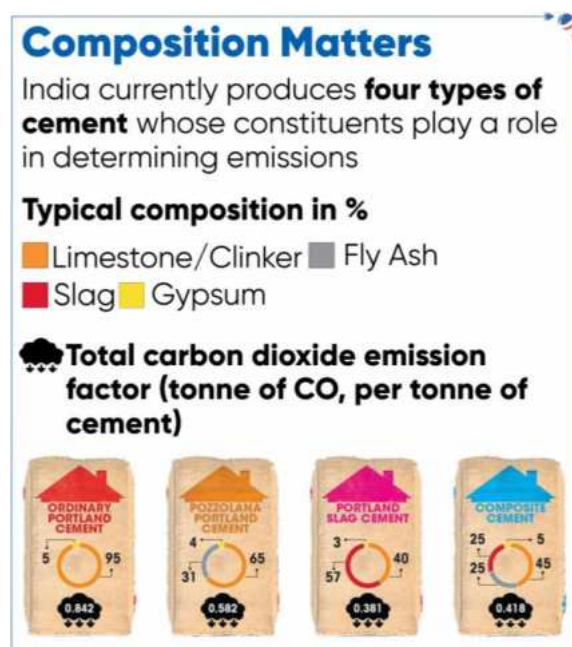 Composition Matters
India currently produces four types of
cement whose constituents play a role
in determining emissions
Typical composition in %
Limestone/Clinker Fly Ash
Slag Gypsum
Total carbon dioxide emission
factor (tonne of CO, per tonne of
cement)
ORDINARY
PORTLAND
CEMENT
5 95
0.842
POZZOLANA
PORTLAND
CEMENT
4 65
31
0.582
PORTLAND
SLAG CEMENT
3 40
57
0.381
COMPOSITE
CEMENT
25 5
25 45
0.418